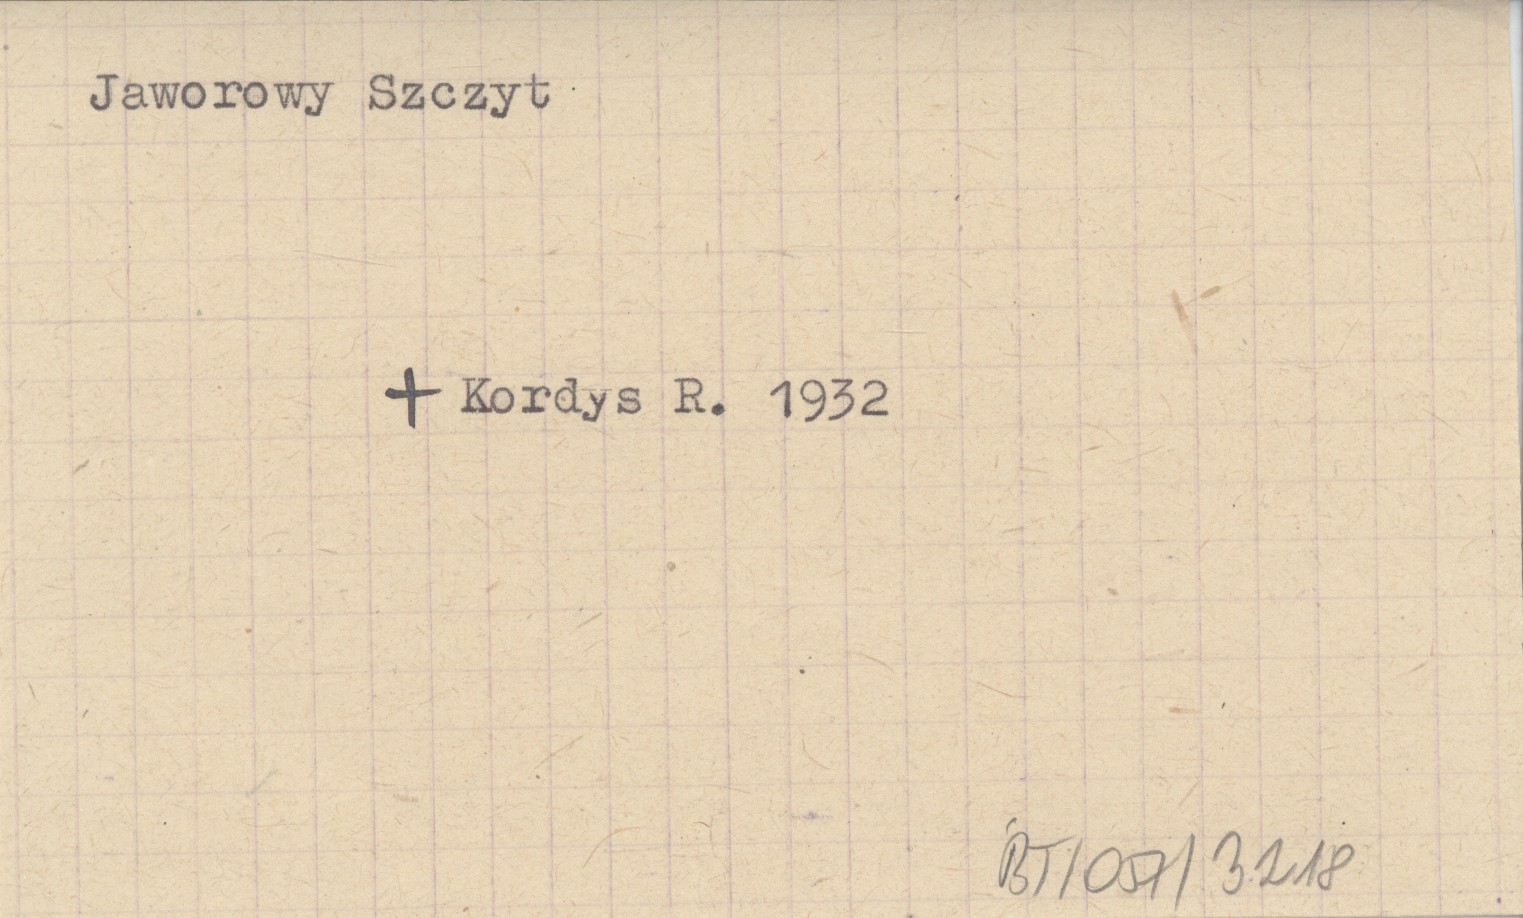 Jaworowy Szczyt
+ Kordys R. 1932
BT/057/3218